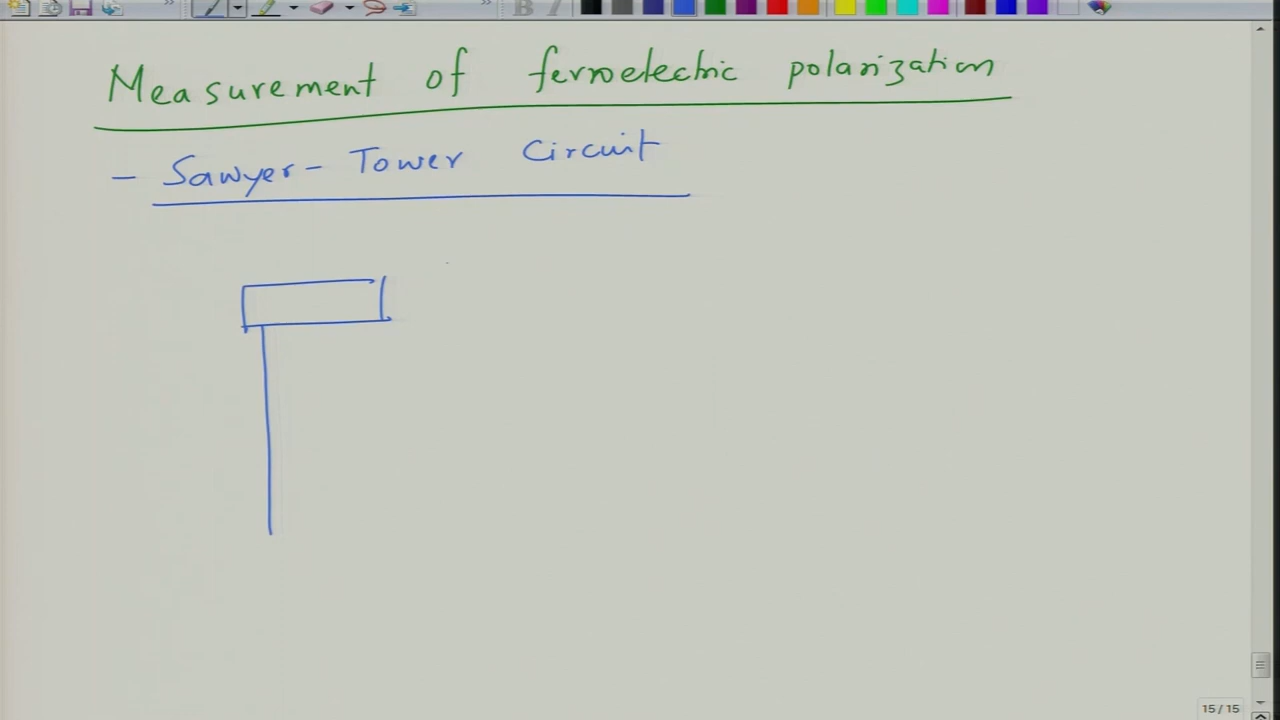 Measurement of ferroelectric polarization
- Sawyer-Tower Circuit
15 / 15